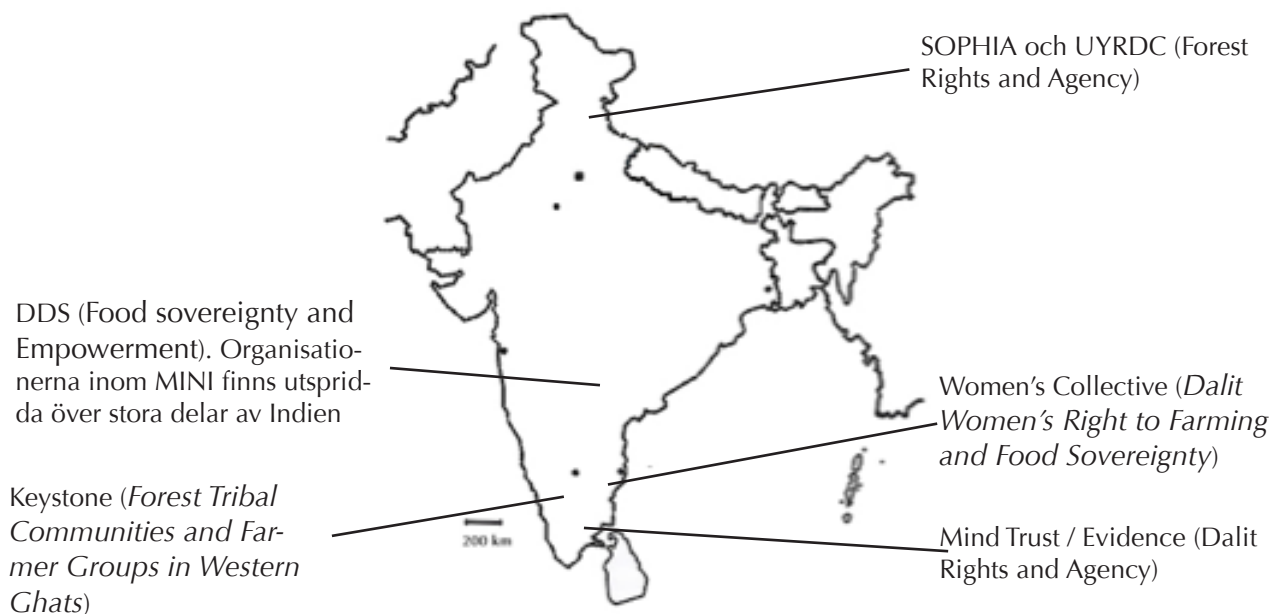 SOPHIA och UYRDC (Forest
Rights and Agency)
DDS (Food sovereignty and
Empowerment). Organisatio-
nerna inom MINI finns utsprid-
da över stora delar av Indien
Women's Collective (Dalit
Women's Right to Farming
and Food Sovereignty)
Keystone (Forest Tribal
Communities and Far-
mer Groups in Western
Ghats)
200 km
Mind Trust / Evidence (Dalit
Rights and Agency)